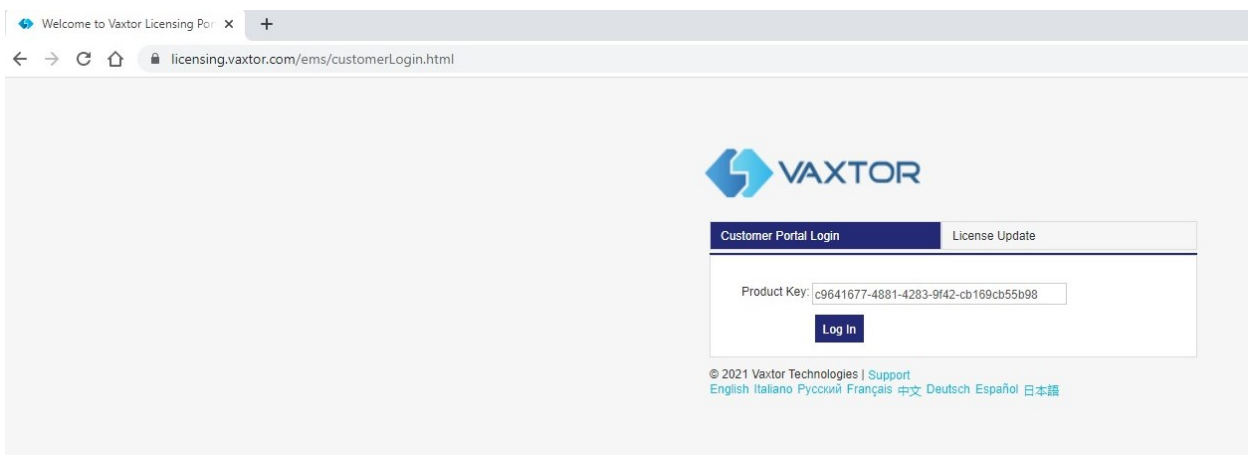 Welcome to Vaxtor Licensing Por
licensing.vaxtor.com/ems/customerLogin.html
VAXTOR
Customer Portal Login License Update
Product Key: c9641677-4881-4283-9f42-cb169cb55b98
Log In
© 2021 Vaxtor Technologies | Support
English Italiano Русский Français 中文 Deutsch Español 日本語